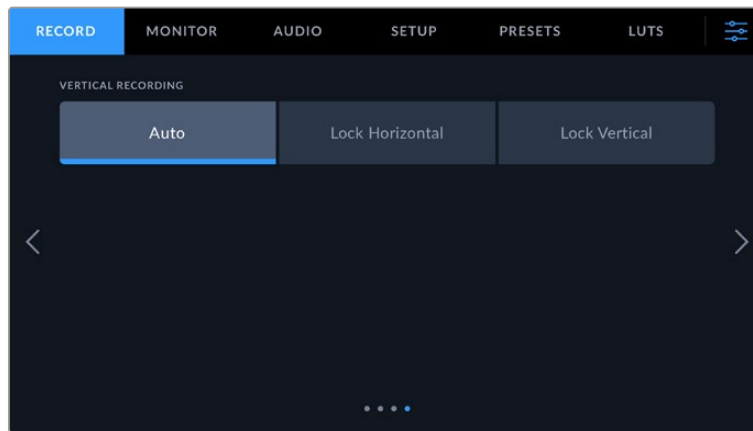 RECORD MONITOR AUDIO SETUP PRESETS LUTS
VERTICAL RECORDING
Auto Lock Horizontal Lock Vertical